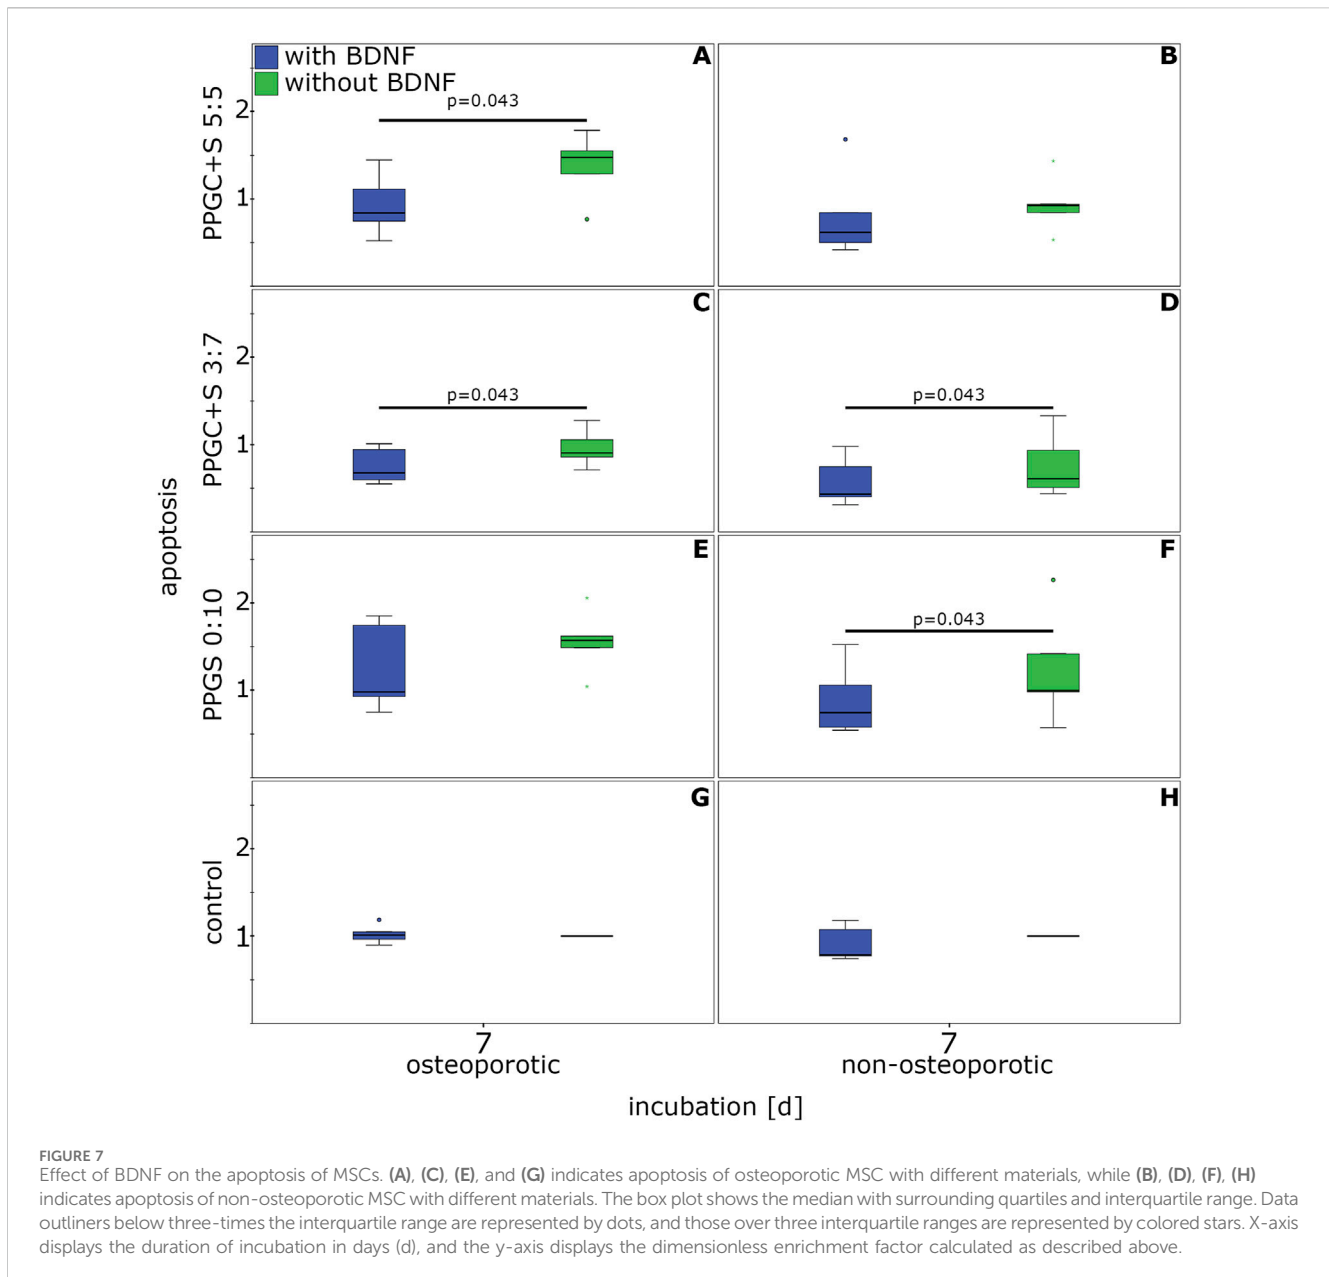 with BDNF
without BDNF
A
B
p=0.043
PPGC+S 5:5
2
1
C
D
p=0.043
p=0.043
PPGC+S 3:7
2
1
apoptosis
E
F
p=0.043
PPGS 0:10
2
1
G
H
control
2
1
7
7
osteoporotic
non-osteoporotic
incubation [d]
FIGURE 7
Effect of BDNF on the apoptosis of MSCs. (A), (C), (E), and (G) indicates apoptosis of osteoporotic MSC with different materials, while (B), (D), (F), (H)
indicates apoptosis of non-osteoporotic MSC with different materials. The box plot shows the median with surrounding quartiles and interquartile range. Data
outliners below three-times the interquartile range are represented by dots, and those over three interquartile ranges are represented by colored stars. X-axis
displays the duration of incubation in days (d), and the y-axis displays the dimensionless enrichment factor calculated as described above.